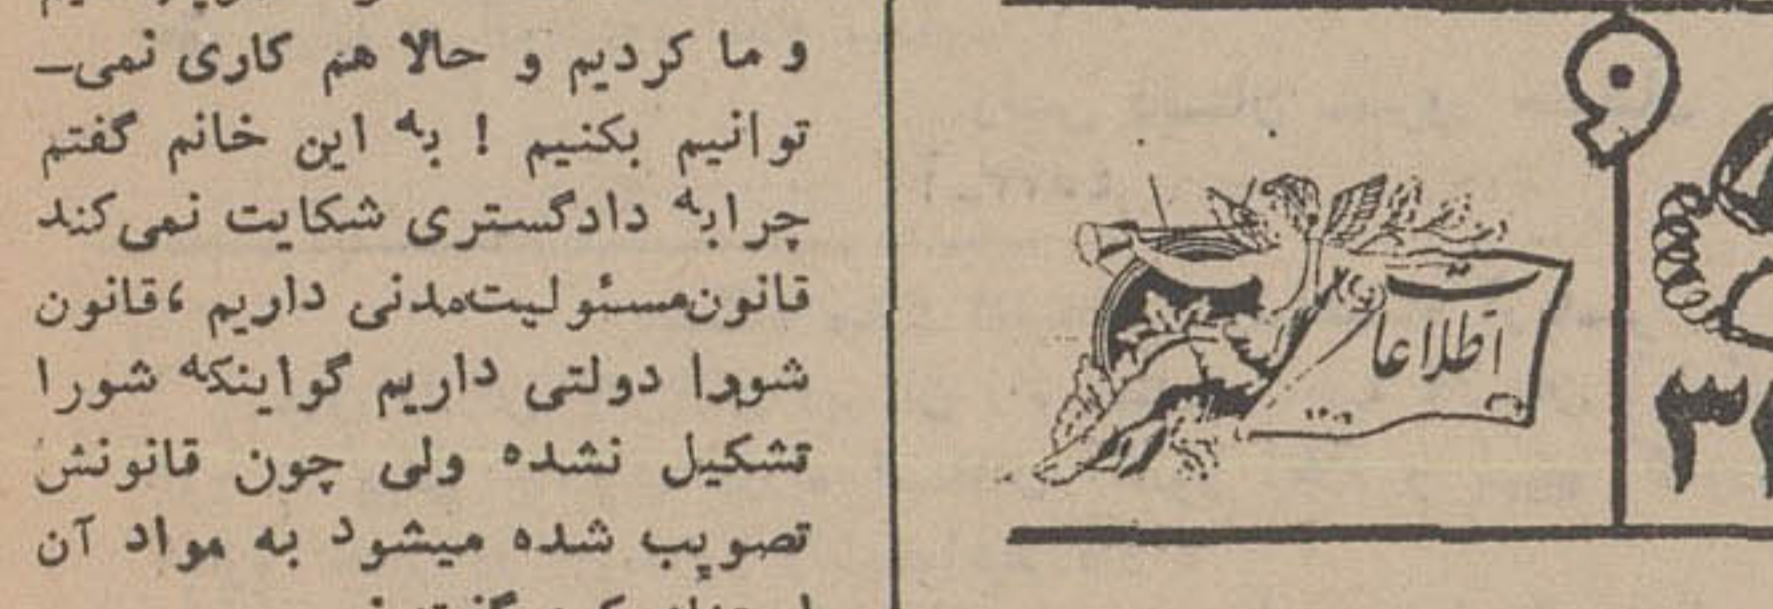 و ما کردیم و حالا هم کاری نمی‌ـ
توانیم بکنیم ! به این خانم گفتم
چرا به دادگستری شکایت نمی‌کند
قانون مسئولیت مدنی داریم ،قانون
شورا دولتی داریم گواینکه شورا
تشکیل نشده ولی چون قانونش
تصویب شده میشود به مواد آن
اطلاعات